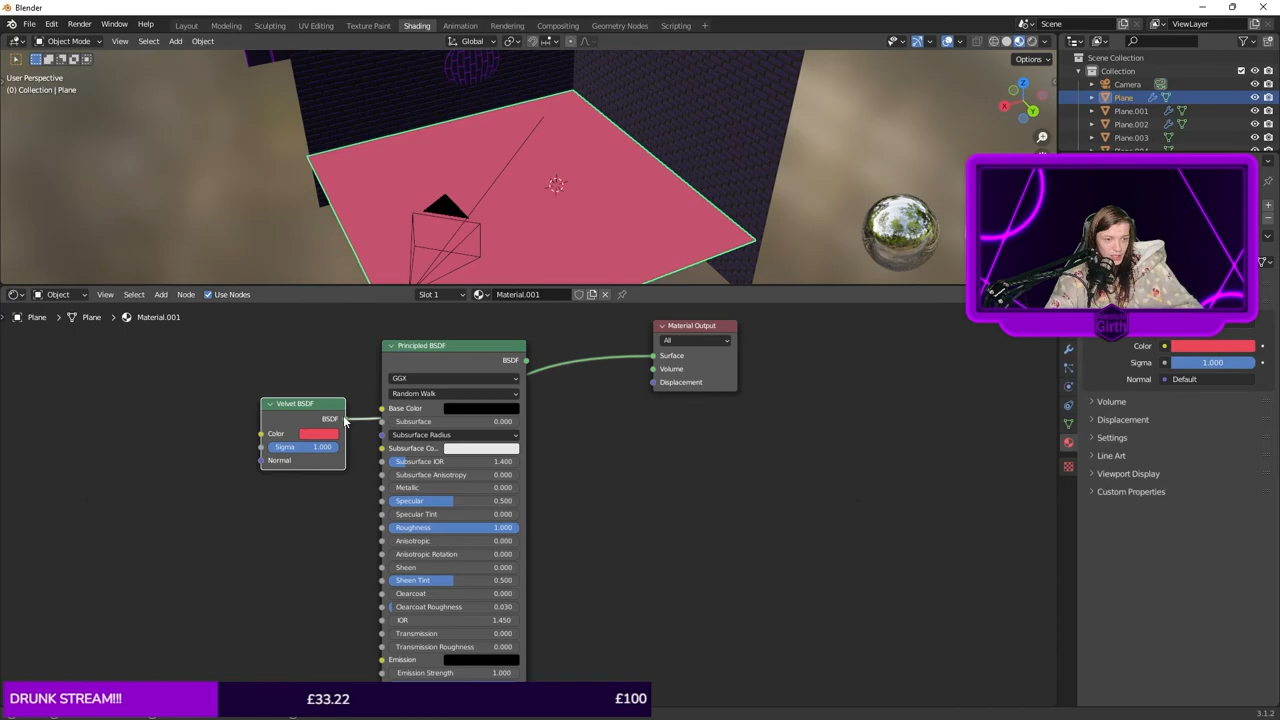 Blender
File Edit Render Window Help
Layout Modeling Sculpting UV Editing Texture Paint Shading Animation Rendering Compositing Geometry Nodes Scripting +
Scene
ViewLayer
Object Mode View Select Add Object
Global
Options
User Perspective
(0) Collection | Plane
X
Y
Z
Scene Collection
Collection
Camera
Plane
Plane.001
Plane.002
Plane.003
Object View Select Add Node Use Nodes
Slot 1
Material.001
Plane > Plane > Material.001
Velvet BSDF
BSDF
Color
Sigma 1.000
Normal
Principled BSDF
BSDF
GGX
Random Walk
Base Color
Subsurface 0.000
Subsurface Radius
Subsurface Co...
Subsurface IOR 1.400
Subsurface Anisotropy 0.000
Metallic 0.000
Specular 0.500
Specular Tint 0.000
Roughness 1.000
Anisotropic 0.000
Anisotropic Rotation 0.000
Sheen 0.000
Sheen Tint 0.500
Clearcoat 0.000
Clearcoat Roughness 0.030
IOR 1.450
Transmission 0.000
Transmission Roughness 0.000
Emission
Emission Strength 1.000
Material Output
All
Surface
Volume
Displacement
Girth
Color
Sigma 1.000
Normal Default
Volume
Displacement
Settings
Line Art
Viewport Display
Custom Properties
DRUNK STREAM!!! £33.22 £100
3.1.2